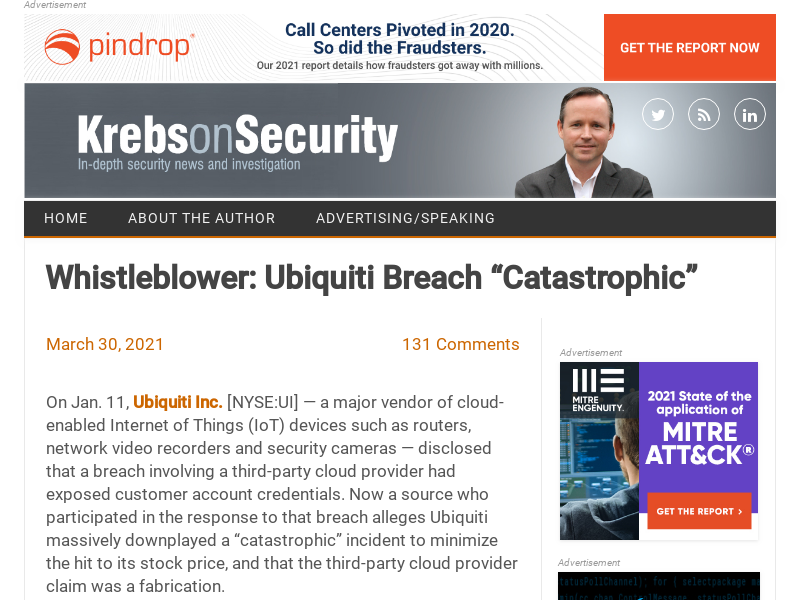 Advertisement
pindrop®
Call Centers Pivoted in 2020.
So did the Fraudsters.
Our 2021 report details how fraudsters got away with millions.
GET THE REPORT NOW
KrebsonSecurity
In-depth security news and investigation
HOME ABOUT THE AUTHOR ADVERTISING/SPEAKING
Whistleblower: Ubiquiti Breach “Catastrophic”
March 30, 2021 131 Comments
On Jan. 11, Ubiquiti Inc. [NYSE:UI] — a major vendor of cloud-
enabled Internet of Things (IoT) devices such as routers,
network video recorders and security cameras — disclosed
that a breach involving a third-party cloud provider had
exposed customer account credentials. Now a source who
participated in the response to that breach alleges Ubiquiti
massively downplayed a “catastrophic” incident to minimize
the hit to its stock price, and that the third-party cloud provider
claim was a fabrication.
Advertisement
MITRE
ENGENUITY.
2021 State of the
application of
MITRE
ATT&CK®
GET THE REPORT >
Advertisement
tatusPollChannel); for { select